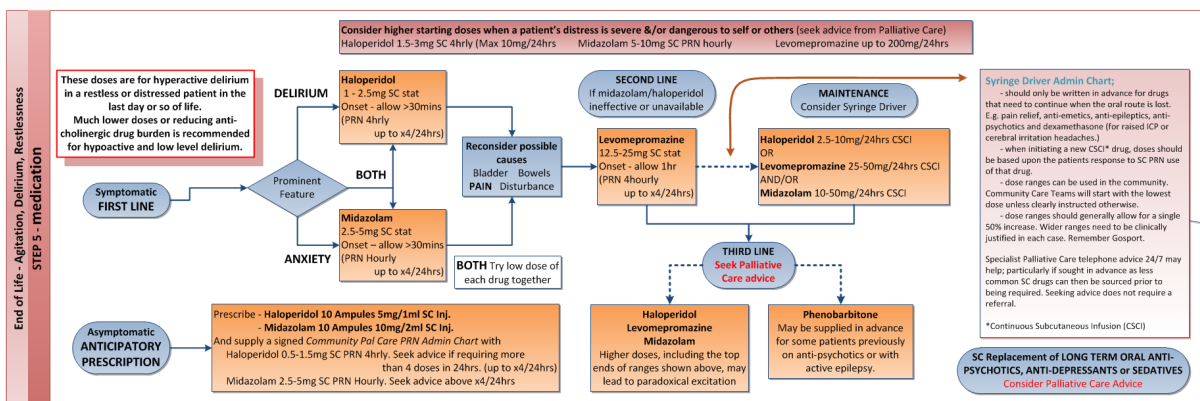 End of Life - Agitation, Delirium, Restlessness
STEP 5 - medication
Consider higher starting doses when a patient's distress is severe &/or dangerous to self or others (seek advice from Palliative Care)
Haloperidol 1.5-3mg SC 4hrly (Max 10mg/24hrs Midazolam 5-10mg SC PRN hourly Levomepromazine up to 200mg/24hrs
These doses are for hyperactive delirium
in a restless or distressed patient in the
last day or so of life.
Much lower doses or reducing anti-
cholinergic drug burden is recommended
for hypoactive and low level delirium.
Symptomatic
FIRST LINE
Prominent
Feature
DELIRIUM
BOTH
ANXIETY
Haloperidol
1 - 2.5mg SC stat
Onset - allow >30mins
(PRN 4hrly
up to x4/24hrs)
Midazolam
2.5-5mg SC stat
Onset – allow >30mins
(PRN Hourly
up to x4/24hrs)
Reconsider possible
causes
Bladder Bowels
PAIN Disturbance
BOTH Try low dose of
each drug together
SECOND LINE
If midazolam/haloperidol
ineffective or unavailable
Levomepromazine
12.5-25mg SC stat
Onset - allow 1hr
(PRN 4hourly
up to x4/24hrs)
MAINTENANCE
Consider Syringe Driver
Haloperidol 2.5-10mg/24hrs CSCI
OR
Levomepromazine 25-50mg/24hrs CSCI
AND/OR
Midazolam 10-50mg/24hrs CSCI
THIRD LINE
Seek Palliative
Care advice
Haloperidol
Levomepromazine
Midazolam
Higher doses, including the top
ends of ranges shown above, may
lead to paradoxical excitation
Phenobarbitone
May be supplied in advance
for some patients previously
on anti-psychotics or with
active epilepsy.
Asymptomatic
ANTICIPATORY
PRESCRIPTION
Prescribe - Haloperidol 10 Ampules 5mg/1ml SC Inj.
- Midazolam 10 Ampules 10mg/2ml SC Inj.
And supply a signed Community Pal Care PRN Admin Chart with
Haloperidol 0.5-1.5mg SC PRN 4hrly. Seek advice if requiring more
than 4 doses in 24hrs. (up to x4/24hrs)
Midazolam 2.5-5mg SC PRN Hourly. Seek advice above x4/24hrs
Syringe Driver Admin Chart;
- should only be written in advance for drugs
that need to continue when the oral route is lost.
E.g. pain relief, anti-emetics, anti-epileptics, anti-
psychotics and dexamethasone (for raised ICP or
cerebral irritation headaches.)
- when initiating a new CSCI* drug, doses should
be based upon the patients response to SC PRN use
of that drug.
- dose ranges can be used in the community.
Community Care Teams will start with the lowest
dose unless clearly instructed otherwise.
- dose ranges should generally allow for a single
50% increase. Wider ranges need to be clinically
justified in each case. Remember Gosport.
Specialist Palliative Care telephone advice 24/7 may
help; particularly if sought in advance as less
common SC drugs can then be sourced prior to
being required. Seeking advice does not require a
referral.
*Continuous Subcutaneous Infusion (CSCI)
SC Replacement of LONG TERM ORAL ANTI-
PSYCHOTICS, ANTI-DEPRESSANTS or SEDATIVES
Consider Palliative Care Advice